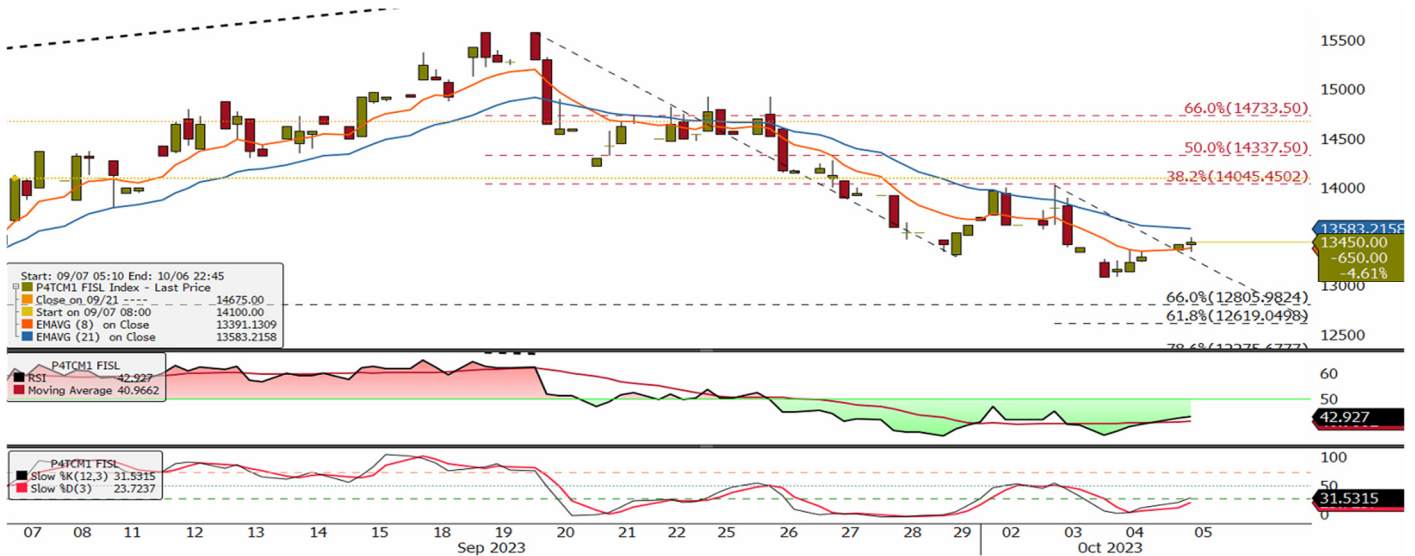 15500
15000
14500
14000
13000
12500
66.0%(14733.50)
50.0%(14337.50)
38.2%(14045.4502)
66.0%(12805.9824)
61.8%(12619.0498)
78.6%(12275.6777)
13583.2158
13450.00
-650.00
-4.61%
Start: 09/07 05:10 End: 10/06 22:45
P4TCM1 FISL Index - Last Price
Close on 09/21 ---- 14675.00
Start on 09/07 08:00 14100.00
EMAVG (8) on Close 13391.1309
EMAVG (21) on Close 13583.2158
P4TCM1 FISL
RSI 42.927
Moving Average 40.9662
60
50
42.927
P4TCM1 FISL
Slow %K(12,3) 31.5315
Slow %D(3) 23.7237
100
50
31.5315
0
07 08 11 12 13 14 15 18 19 20 21 22 25 26 27 28 29 02 03 04 05
Sep 2023 Oct 2023